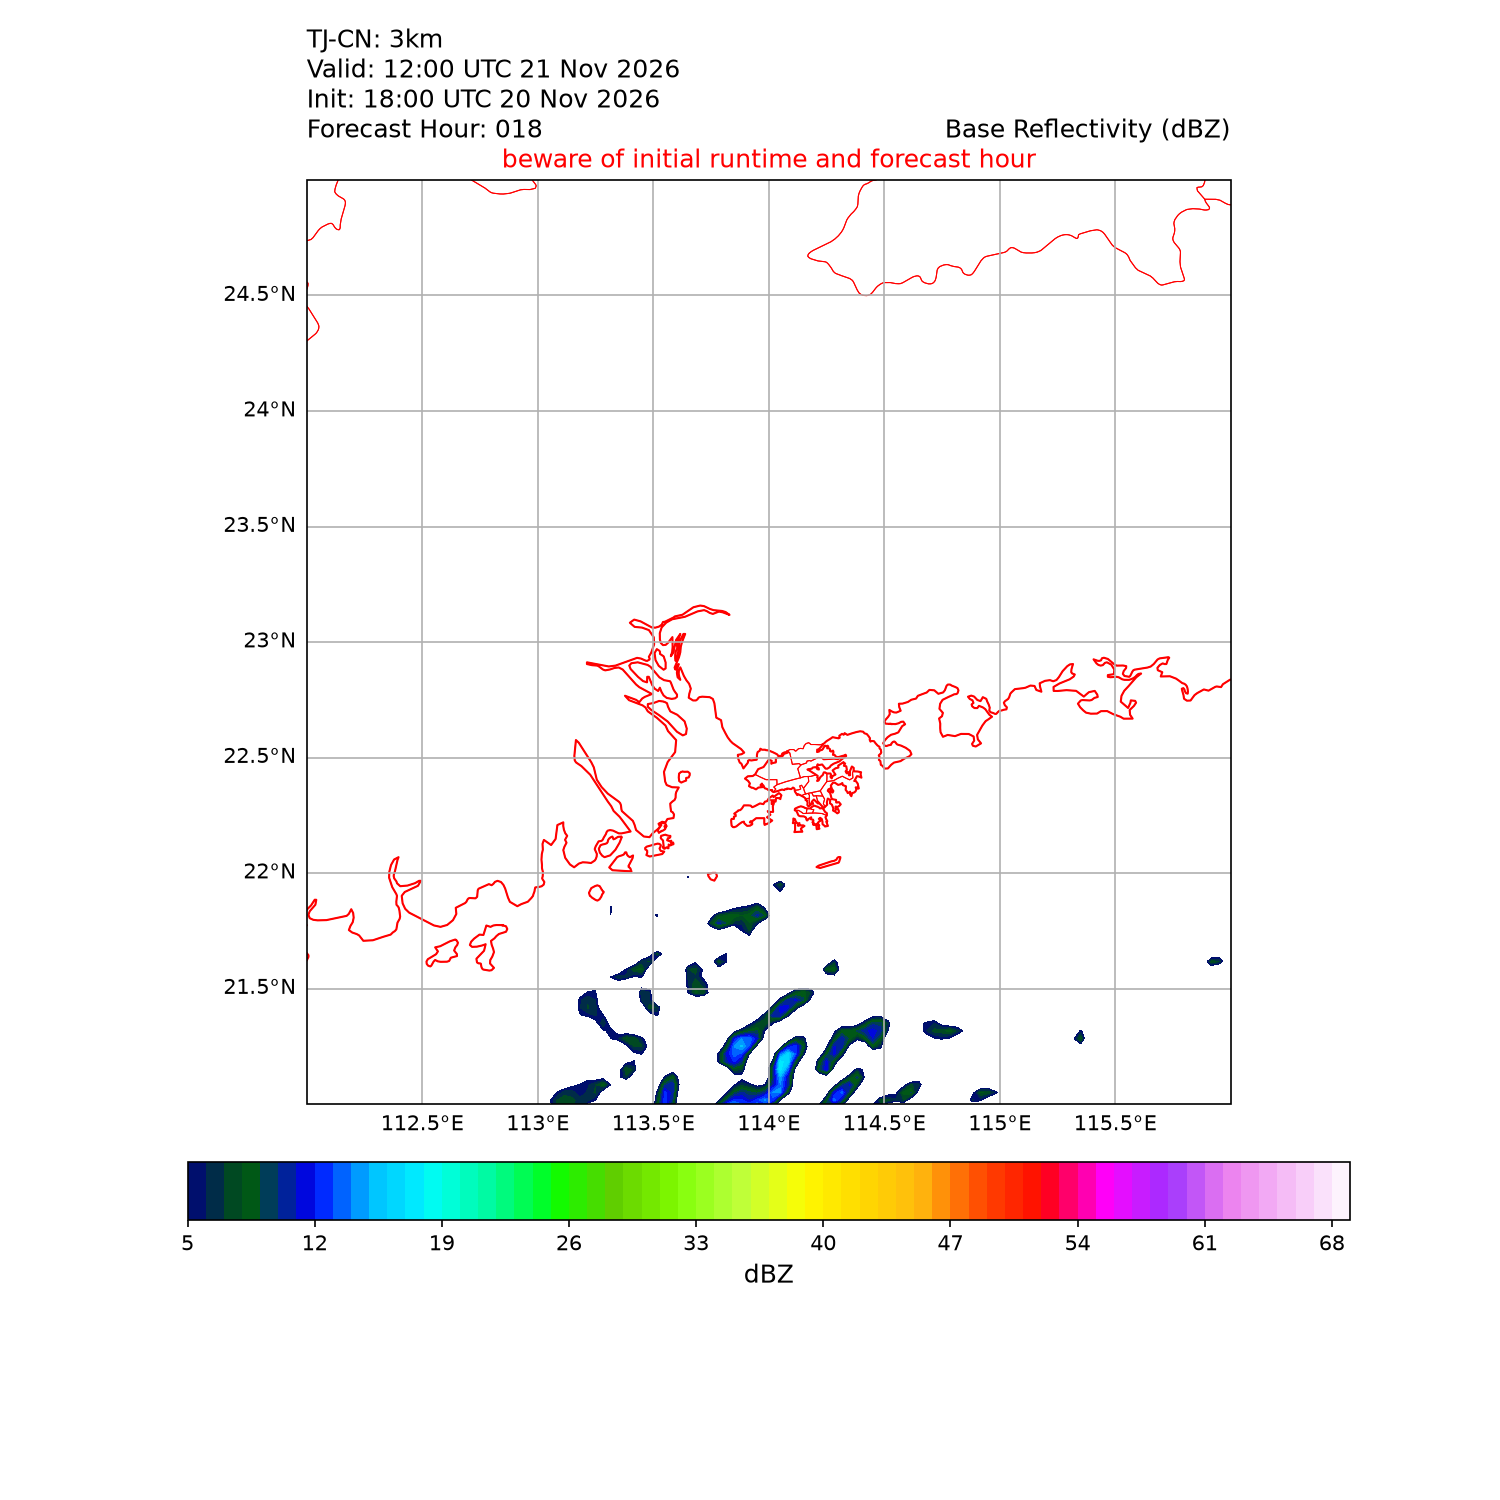 TJ-CN: 3km
Valid: 12:00 UTC 21 Nov 2026
Init: 18:00 UTC 20 Nov 2026
Forecast Hour: 018
Base Reflectivity (dBZ)
beware of initial runtime and forecast hour
24.5°N
24°N
23.5°N
23°N
22.5°N
22°N
21.5°N
112.5°E 113°E 113.5°E 114°E 114.5°E 115°E 115.5°E
5 12 19 26 33 40 47 54 61 68
dBZ